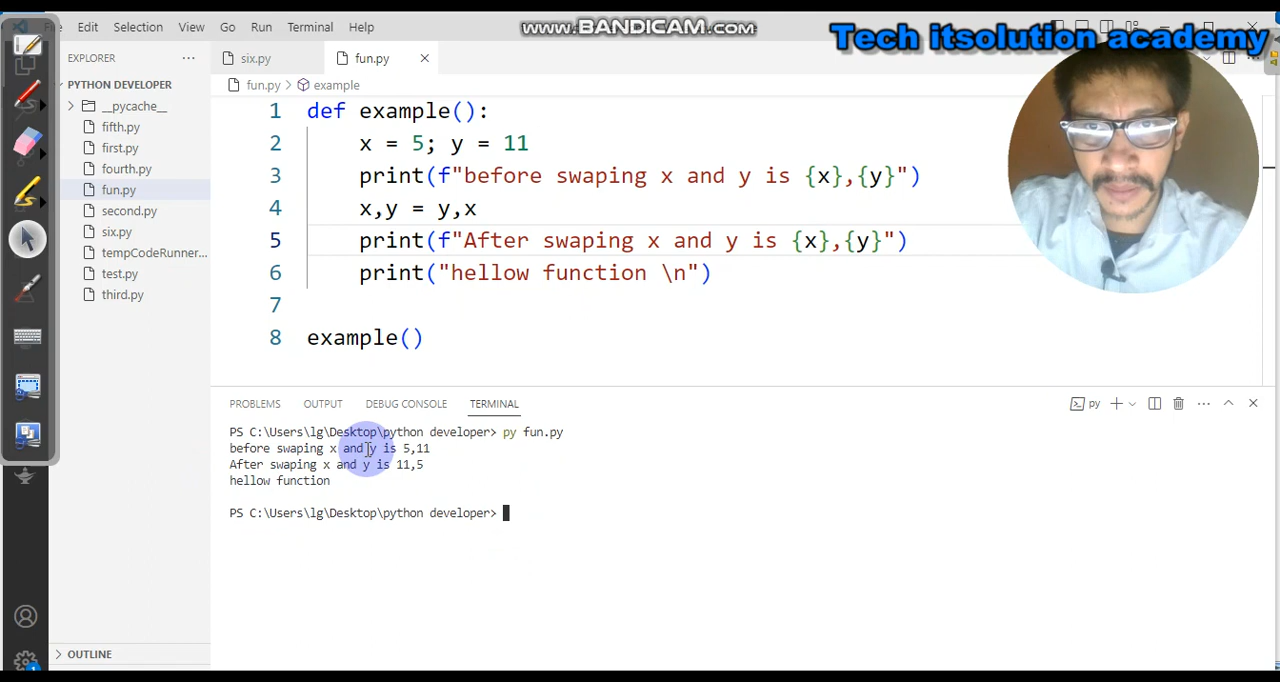 File Edit Selection View Go Run Terminal Help
WWW.BANDICAM.COM
Tech itsolution academy
EXPLORER
six.py
fun.py
PYTHON DEVELOPER
fun.py > example
__pycache__
fifth.py
first.py
fourth.py
fun.py
second.py
six.py
tempCodeRunner...
test.py
third.py
1 def example():
2 x = 5; y = 11
3 print(f"before swaping x and y is {x},{y}")
4 x,y = y,x
5 print(f"After swaping x and y is {x},{y}")
6 print("hellow function \n")
7
8 example()
PROBLEMS OUTPUT DEBUG CONSOLE TERMINAL
py
PS C:\Users\lg\Desktop\python developer> py fun.py
before swaping x and y is 5,11
After swaping x and y is 11,5
hellow function
PS C:\Users\lg\Desktop\python developer>
OUTLINE
1